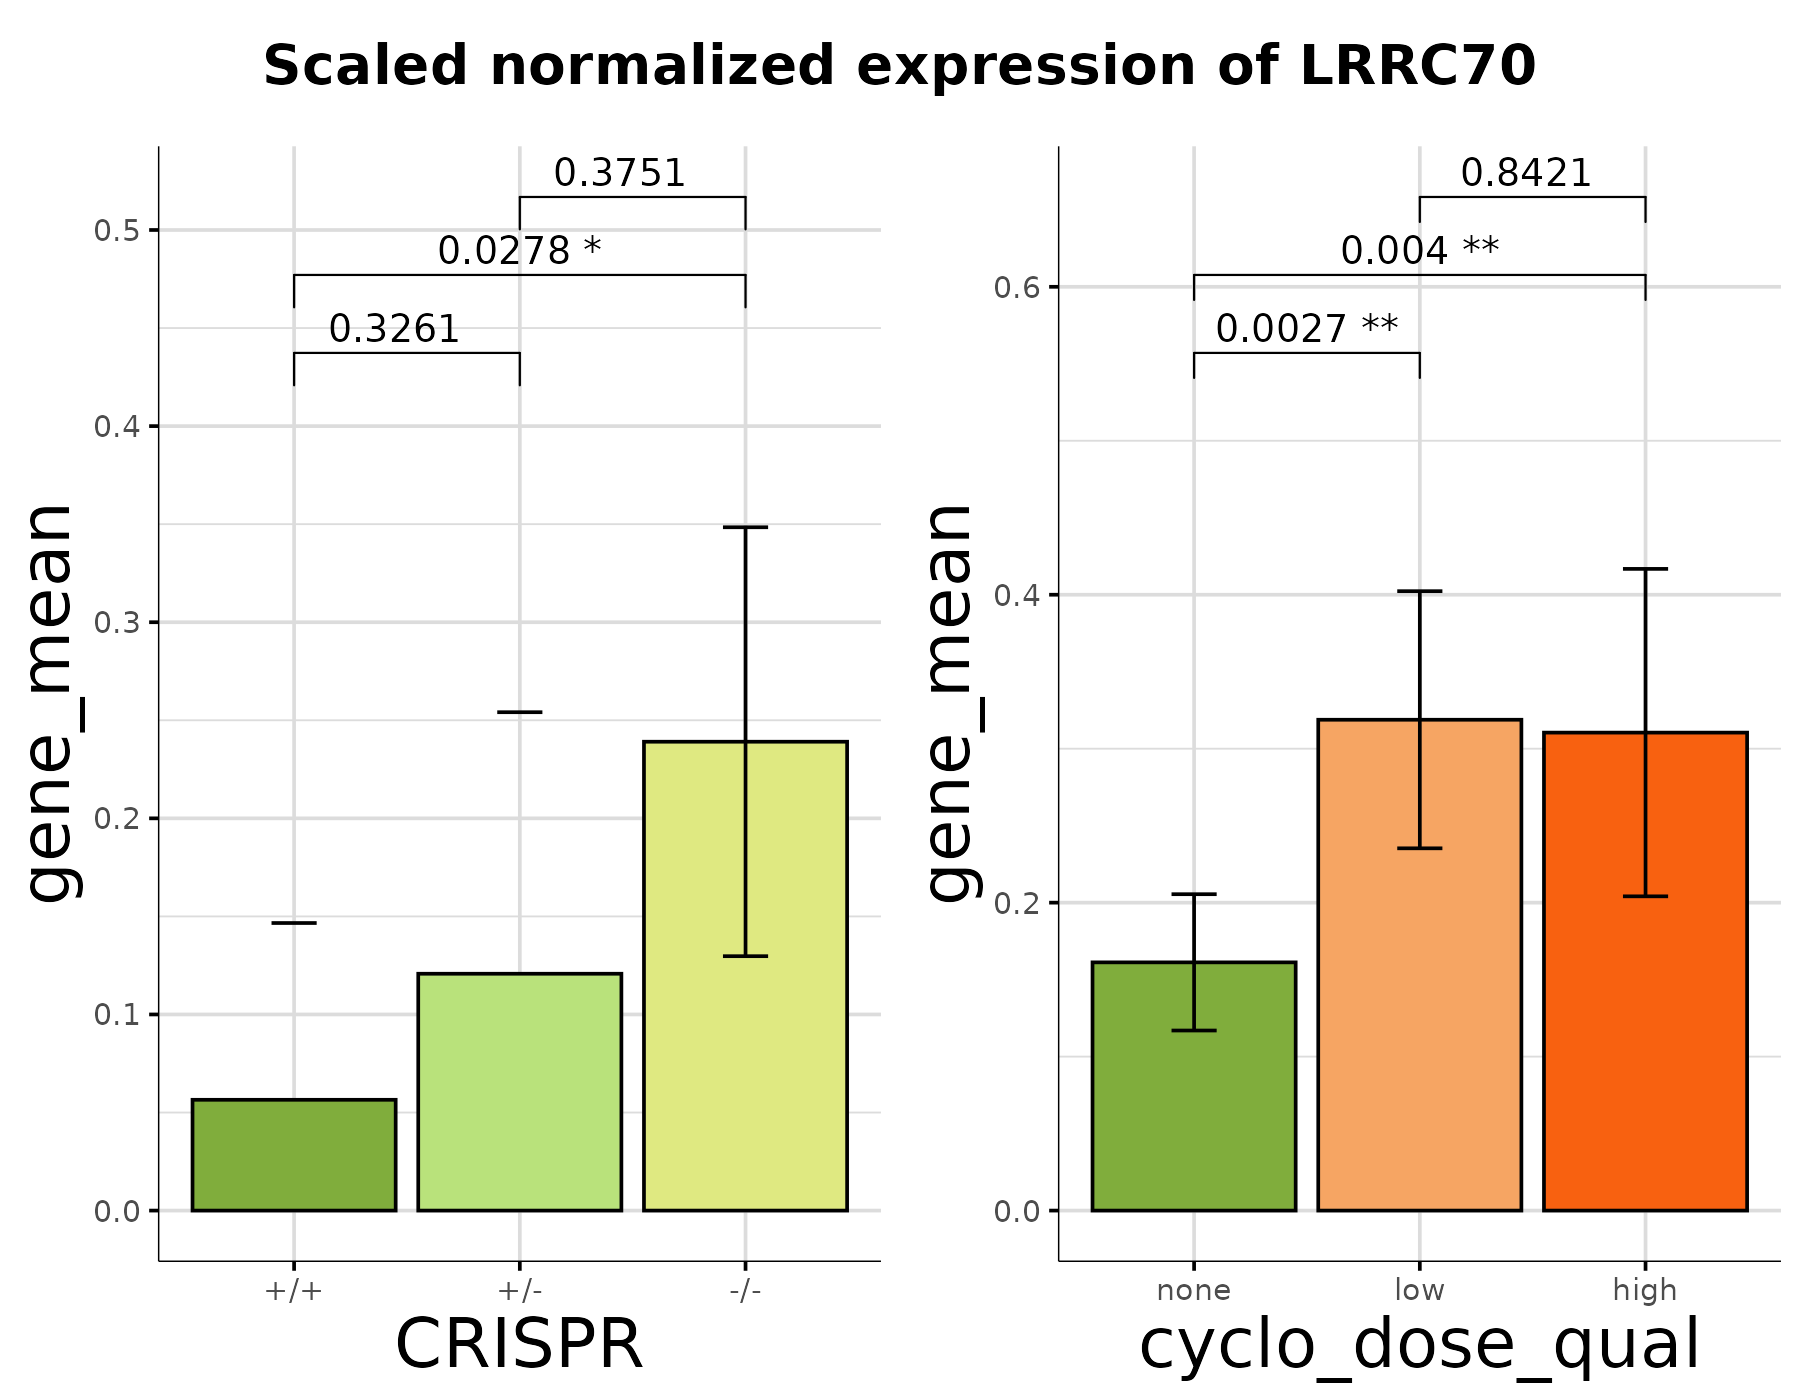 Scaled normalized expression of LRRC70
gene_mean
0.5
0.4
0.3
0.2
0.1
0.0
0.3751
0.0278 *
0.3261
+/+
+/-
-/-
CRISPR
gene_mean
0.6
0.4
0.2
0.0
0.8421
0.004 **
0.0027 **
none
low
high
cyclo_dose_qual